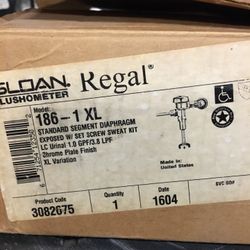 SLOAN Regal®
FLUSHOMETER
Model:
186-1 XL
STANDARD SEGMENT DIAPHRAGM
EXPOSED W/ SET SCREW SWEAT KIT
LC Urinal 1.0 GPF/3.8 LPF
Chrome Plate Finish
XL Variation
Made in:
United States
Product Code
Quantity
Date
SVC SO#
3082675
1
1604